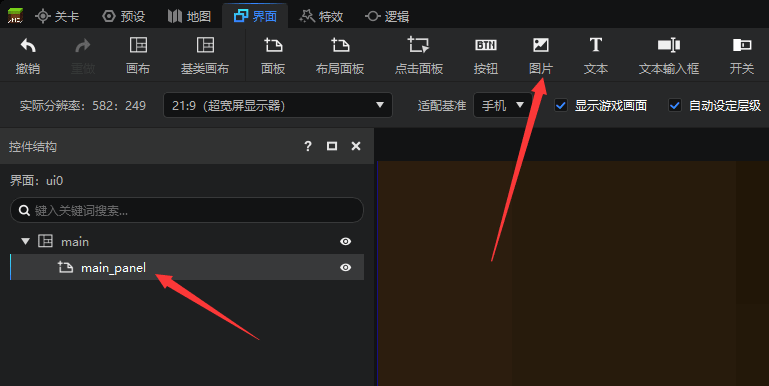 关卡 预设 地图 界面 特效 逻辑
撤销 重做 画布 基类画布 面板 布局面板 点击面板 BTN 按钮 图片 T 文本 文本输入框 开关
实际分辨率：582：249 21:9（超宽屏显示器） 适配基准 手机 显示游戏画面 自动设定层级
控件结构 ?
界面：ui0
键入关键词搜索...
main
main_panel